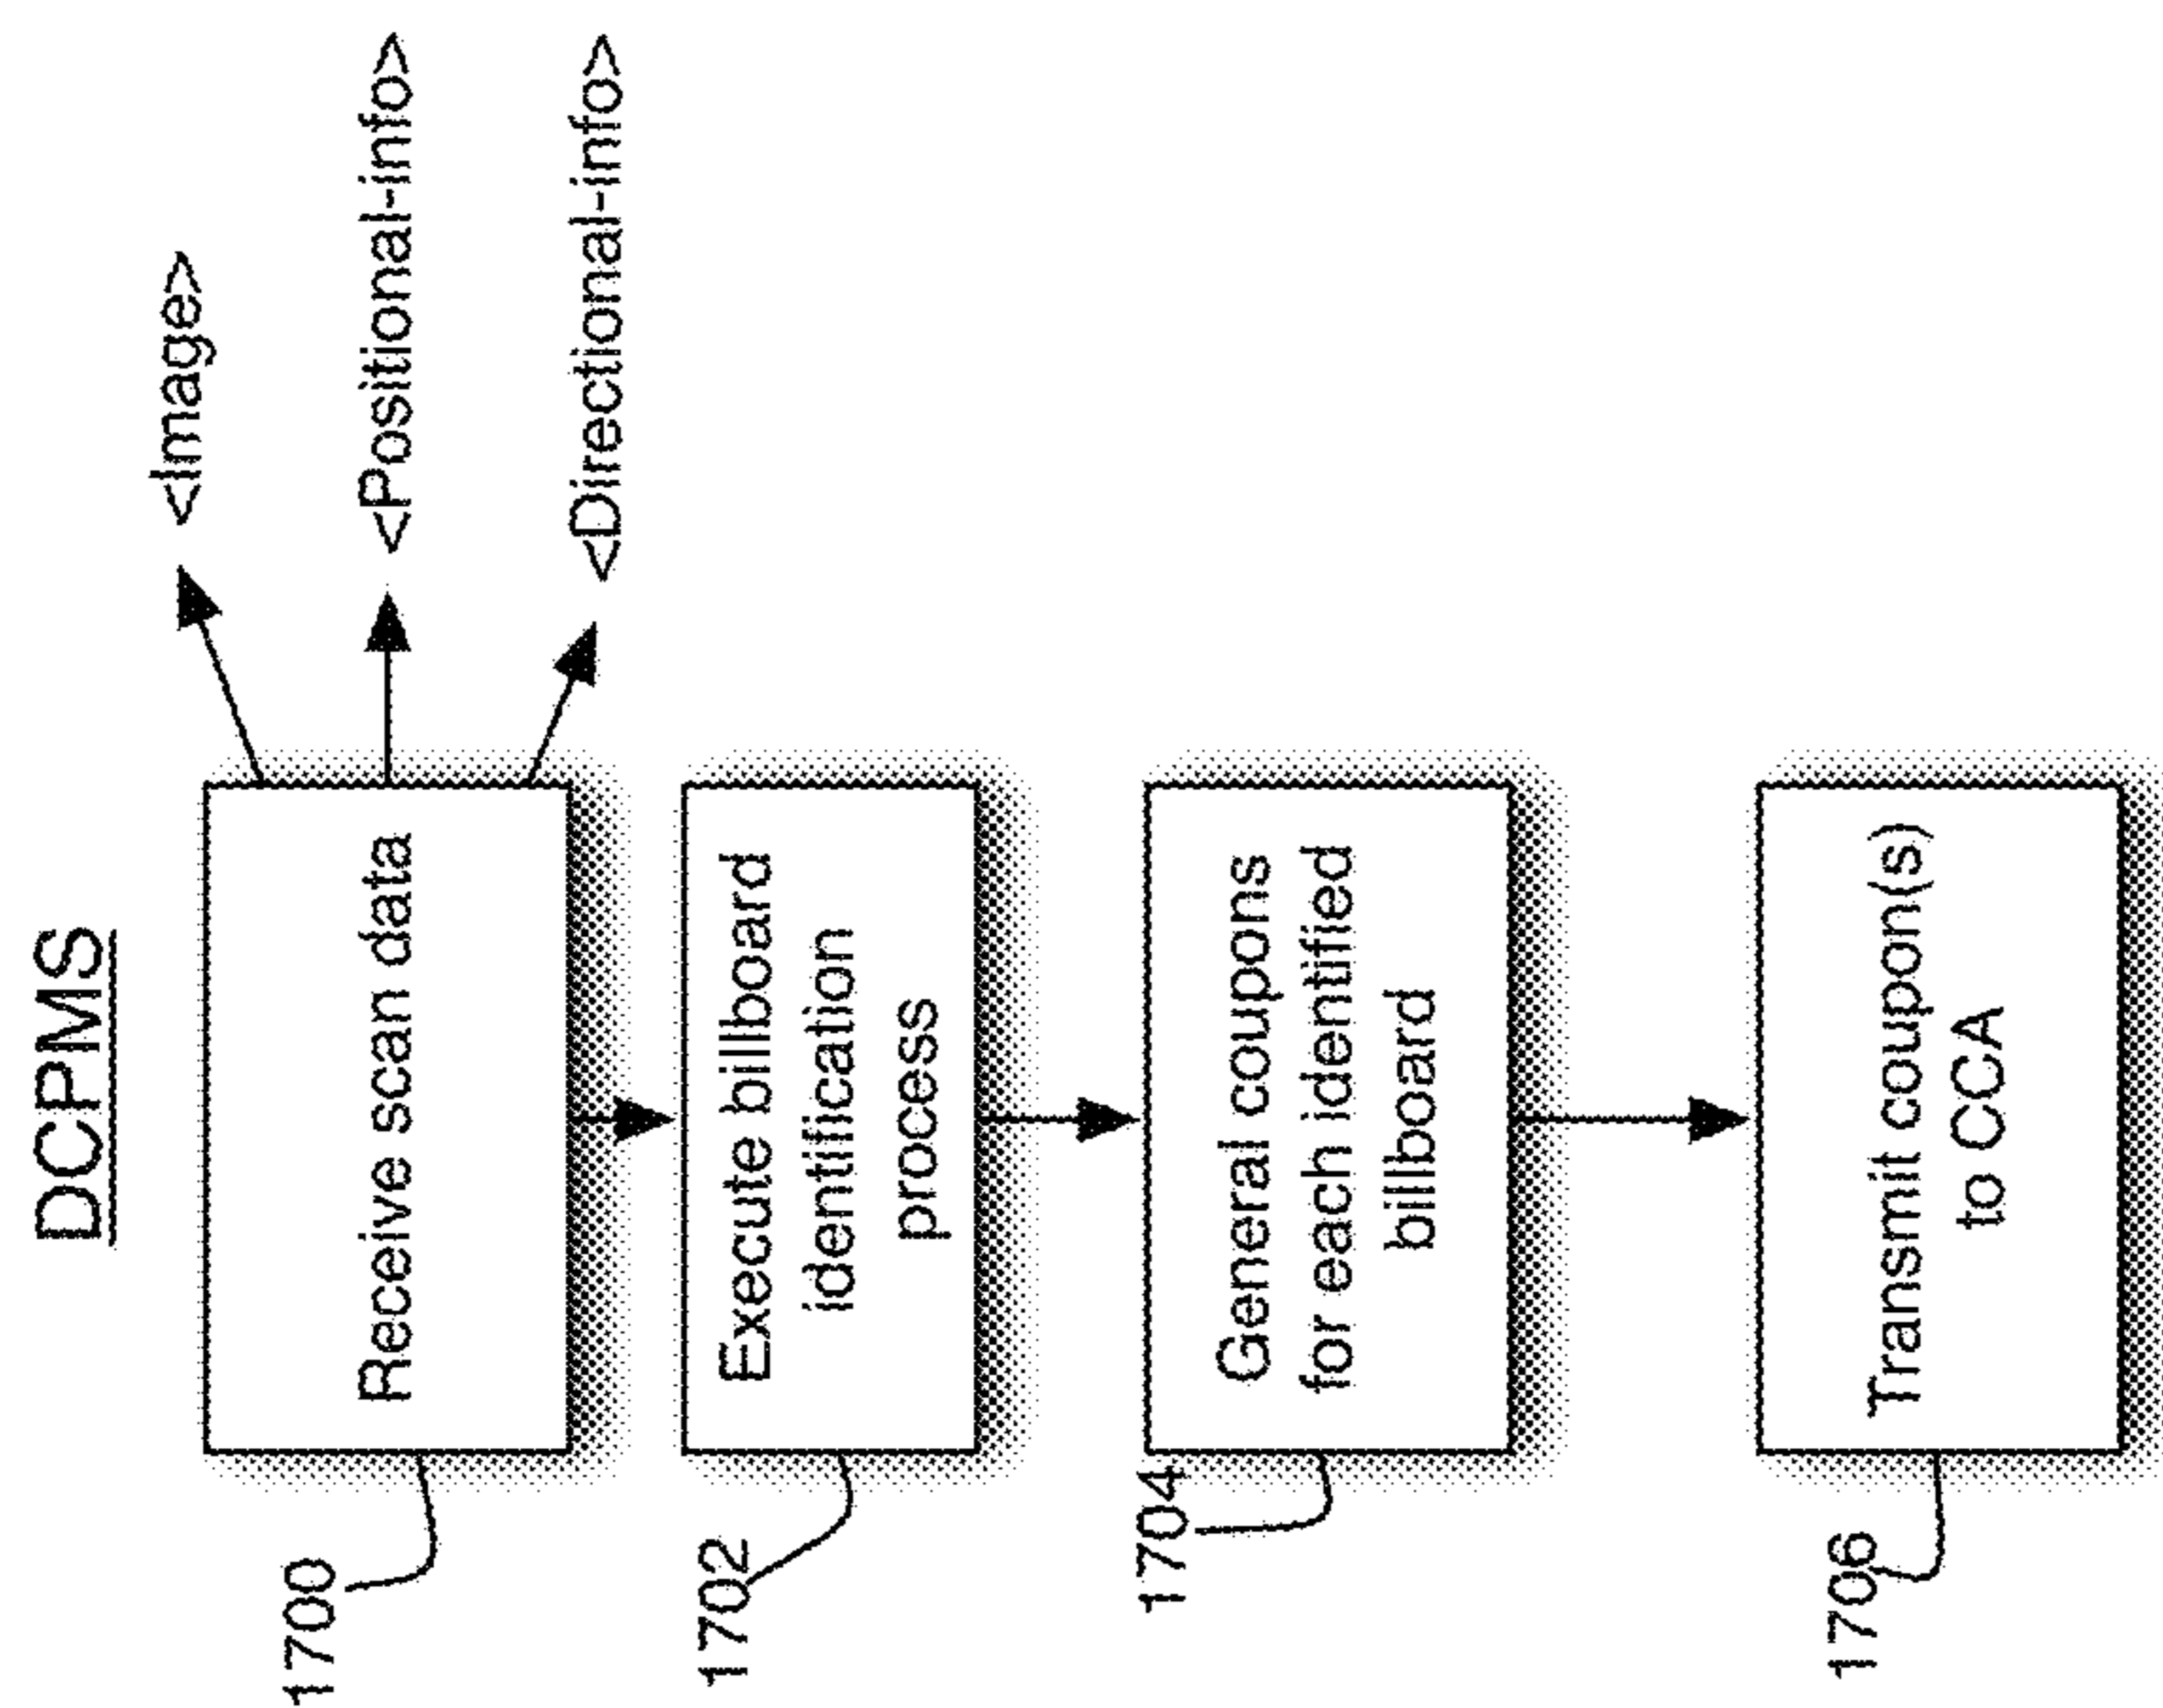 DCPMS
1700
Receive scan data
<Image>
<Positional-info>
<Directional-info>
1702
Execute billboard
identification
process
1704
General coupons
for each identified
billboard
1706
Transmit coupon(s)
to CCA